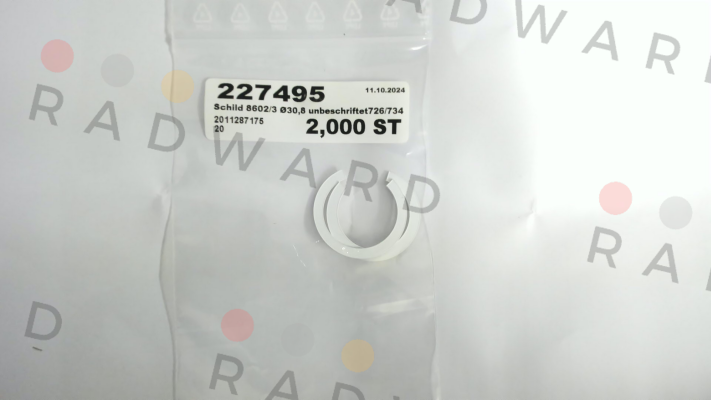 RADWARD
227495
11.10.2024
Schild 8602/3 Ø30,8 unbeschriftet726/734
2011287175
20
2,000 ST
RADWARD
RA
D
RADWARD